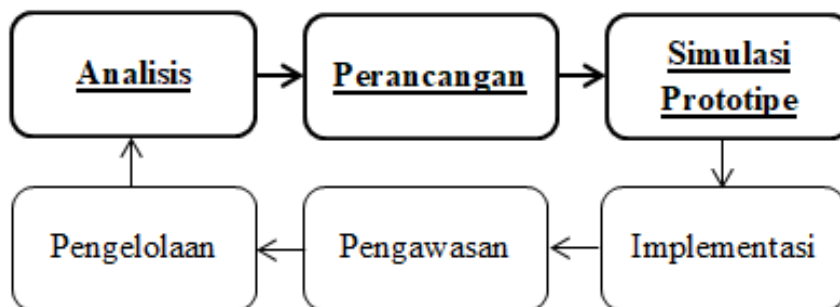 Analisis
Perancangan
Simulasi
Prototipe
Pengelolaan
Pengawasan
Implementasi